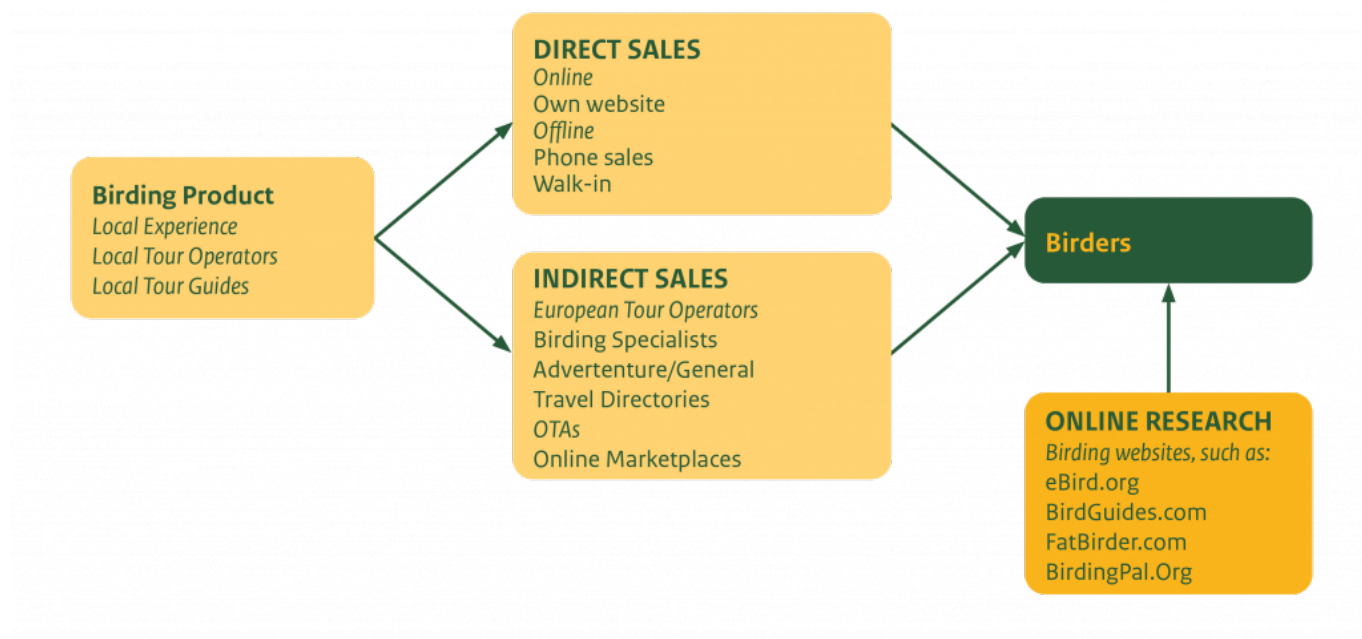 Birding Product
Local Experience
Local Tour Operators
Local Tour Guides
DIRECT SALES
Online
Own website
Offline
Phone sales
Walk-in
INDIRECT SALES
European Tour Operators
Birding Specialists
Advertenture/General
Travel Directories
OTAs
Online Marketplaces
Birders
ONLINE RESEARCH
Birding websites, such as:
eBird.org
BirdGuides.com
FatBirder.com
BirdingPal.Org